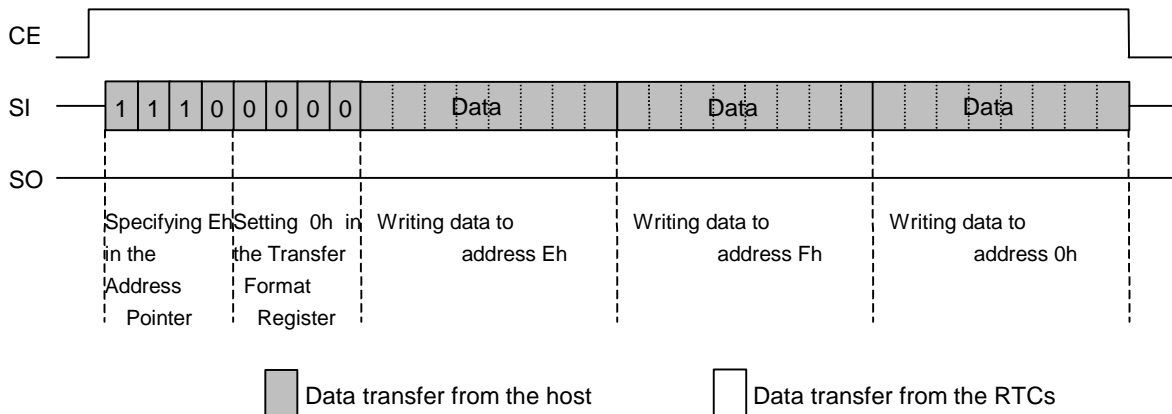 CE
SI 1 1 1 0 0 0 0 0 Data Data Data
SO
Specifying Eh Setting 0h in Writing data to Writing data to Writing data to
in the the Transfer address Eh address Fh address 0h
Address Format
Pointer Register
Data transfer from the host Data transfer from the RTCs